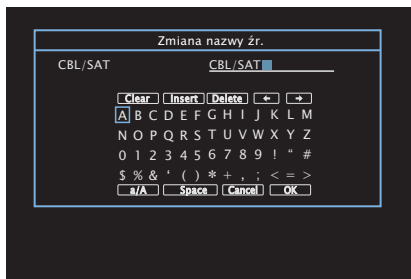 Zmiana nazwy źr.
CBL/SAT CBL/SAT
Clear Insert Delete ← →
A B C D E F G H I J K L M
N O P Q R S T U V W X Y Z
0 1 2 3 4 5 6 7 8 9 ! “ #
$ % & ‘ ( ) * + , ; < = >
a/A Space Cancel OK